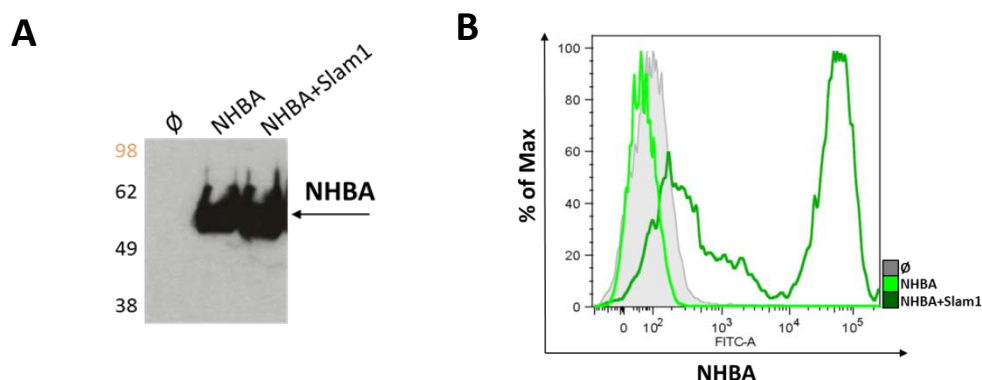 A
Ø
NHBA
NHBA+Slam1
98
62
49
38
NHBA
B
% of Max
100
80
60
40
20
0
0 10² 10³ 10⁴ 10⁵
FITC-A
NHBA
Ø
NHBA
NHBA+Slam1